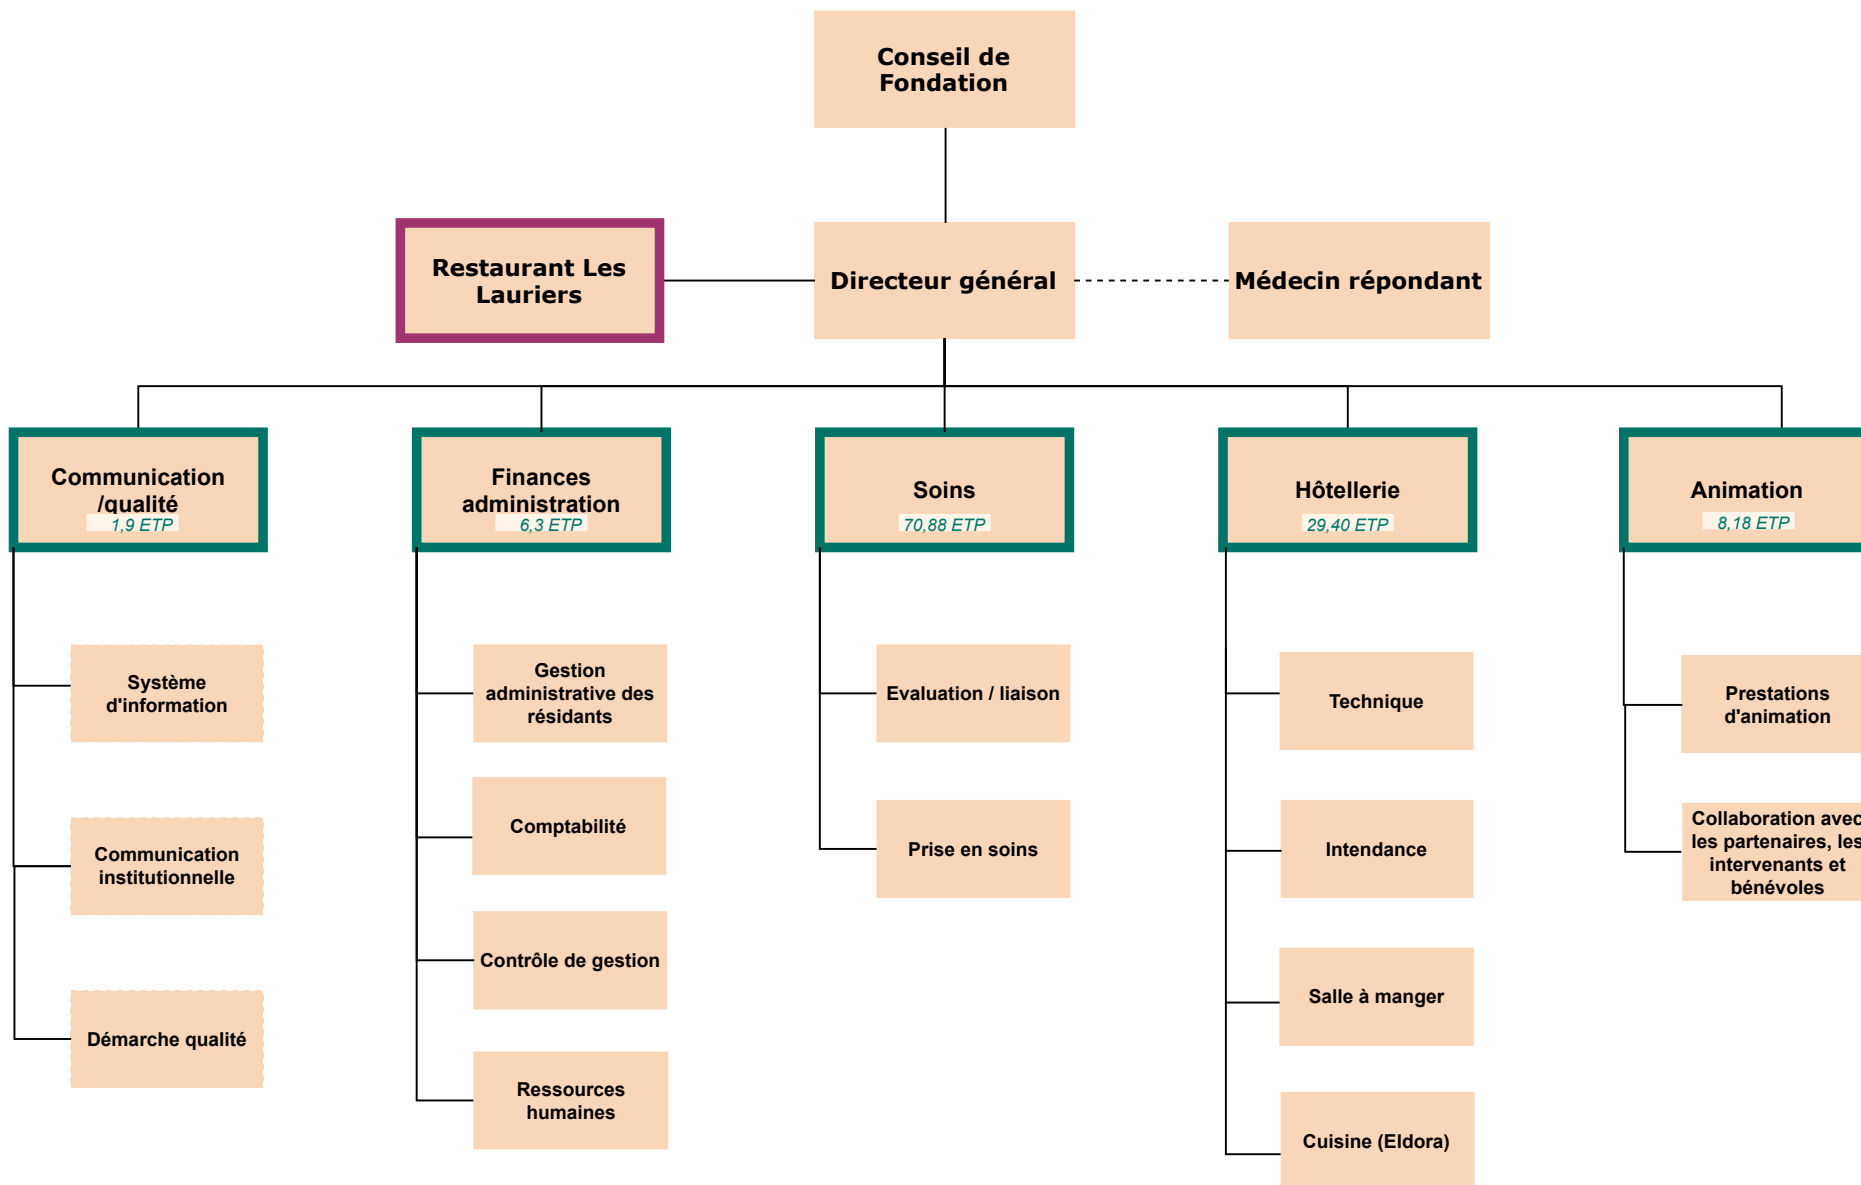 Conseil de
Fondation
Restaurant Les
Lauriers
Directeur général
Médecin répondant
Communication
/qualité
1,9 ETP
Finances
administration
6,3 ETP
Soins
70,88 ETP
Hôtellerie
29,40 ETP
Animation
8,18 ETP
Système
d'information
Communication
institutionnelle
Démarche qualité
Gestion
administrative des
résidants
Comptabilité
Contrôle de gestion
Ressources
humaines
Evaluation / liaison
Prise en soins
Technique
Intendance
Salle à manger
Cuisine (Eldora)
Prestations
d'animation
Collaboration avec
les partenaires, les
intervenants et
bénévoles